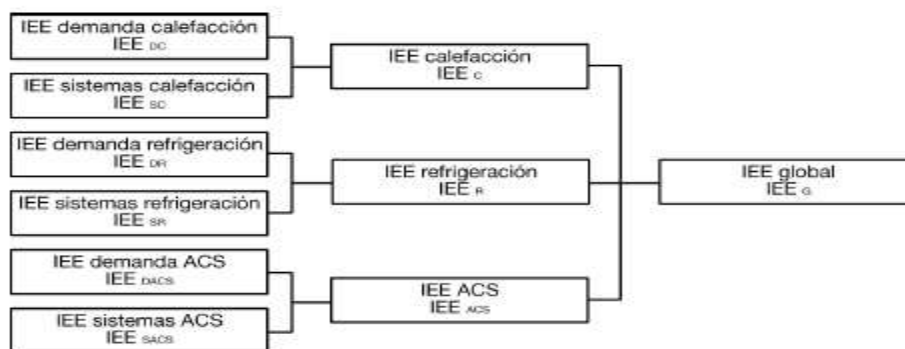 IEE demanda calefacción
IEE DC
IEE sistemas calefacción
IEE SC
IEE demanda refrigeración
IEE DR
IEE sistemas refrigeración
IEE SR
IEE demanda ACS
IEE DACS
IEE sistemas ACS
IEE SACS
IEE calefacción
IEE C
IEE refrigeración
IEE R
IEE ACS
IEE ACS
IEE global
IEE G